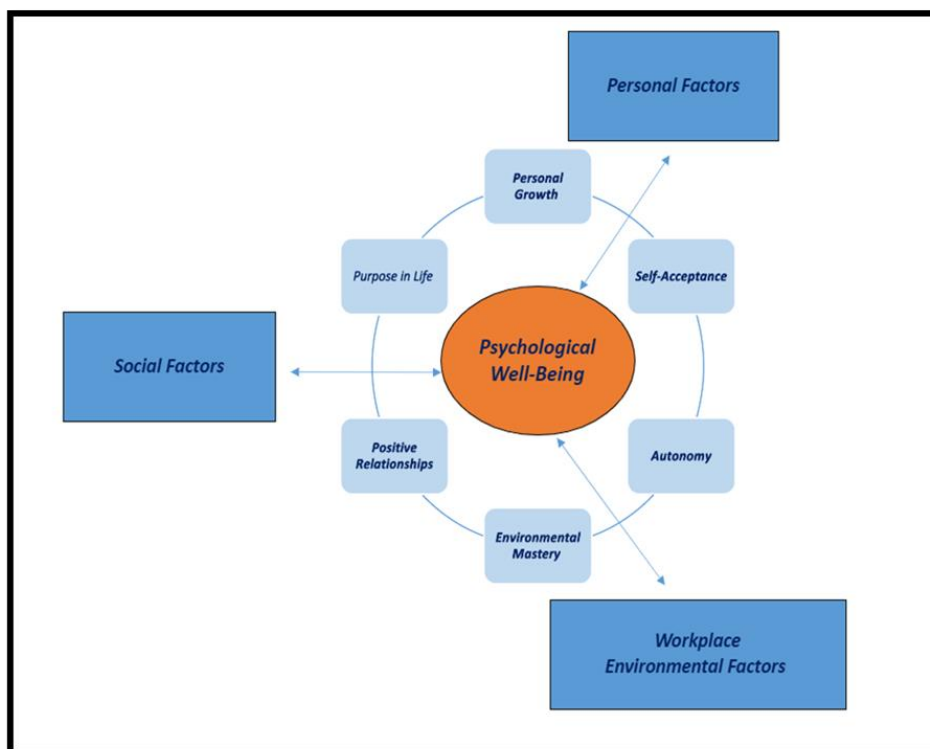 Personal Factors
Personal
Growth
Purpose in Life
Self-Acceptance
Psychological
Well-Being
Social Factors
Positive
Relationships
Autonomy
Environmental
Mastery
Workplace
Environmental Factors